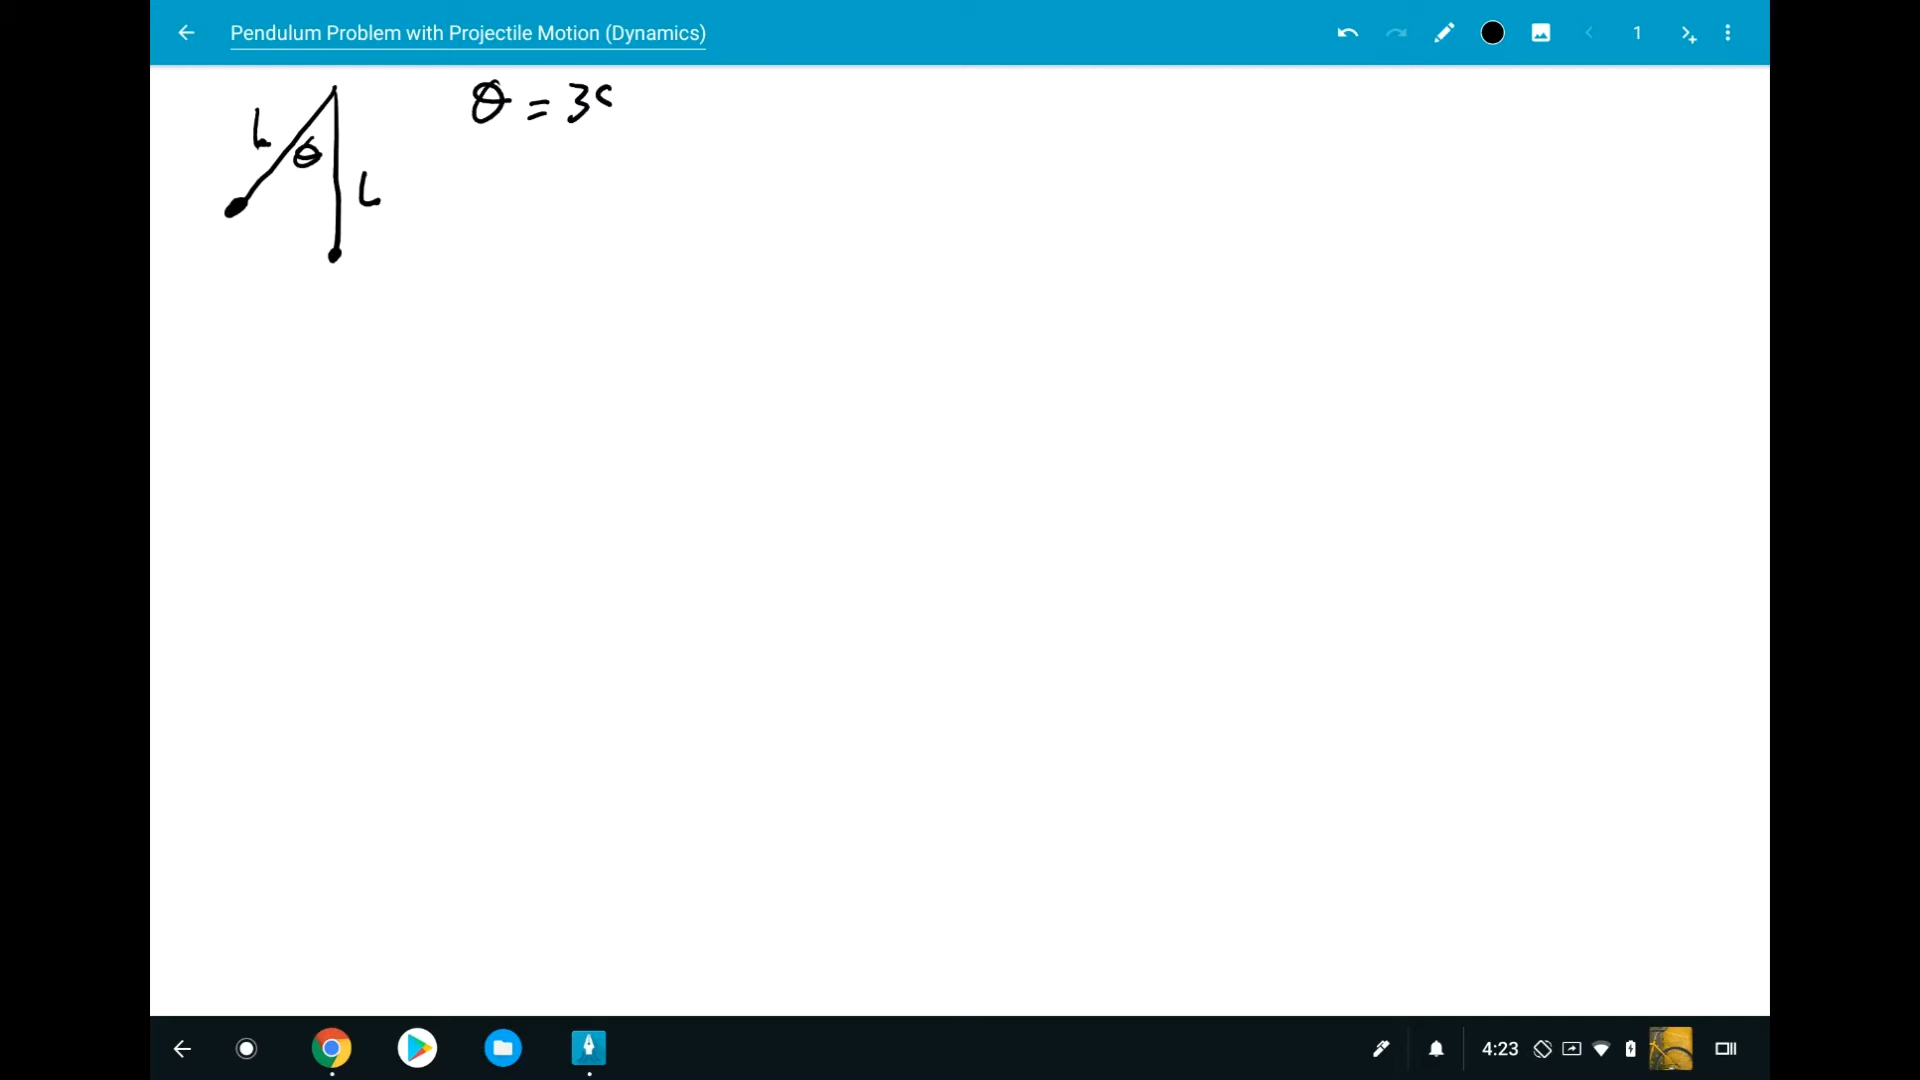 Pendulum Problem with Projectile Motion (Dynamics)
1
θ = 3
L
θ
L
4:23